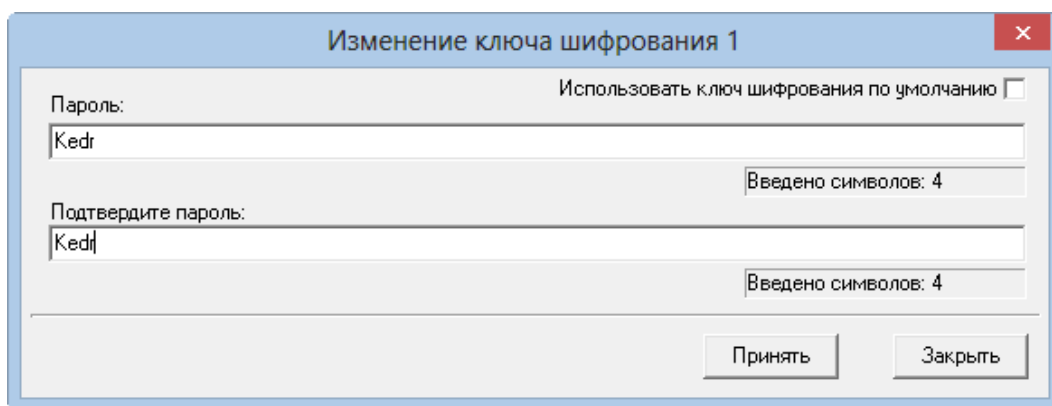 Изменение ключа шифрования 1
Использовать ключ шифрования по умолчанию
Пароль:
Kedr
Введено символов: 4
Подтвердите пароль:
Kedr
Введено символов: 4
Принять
Закрыть